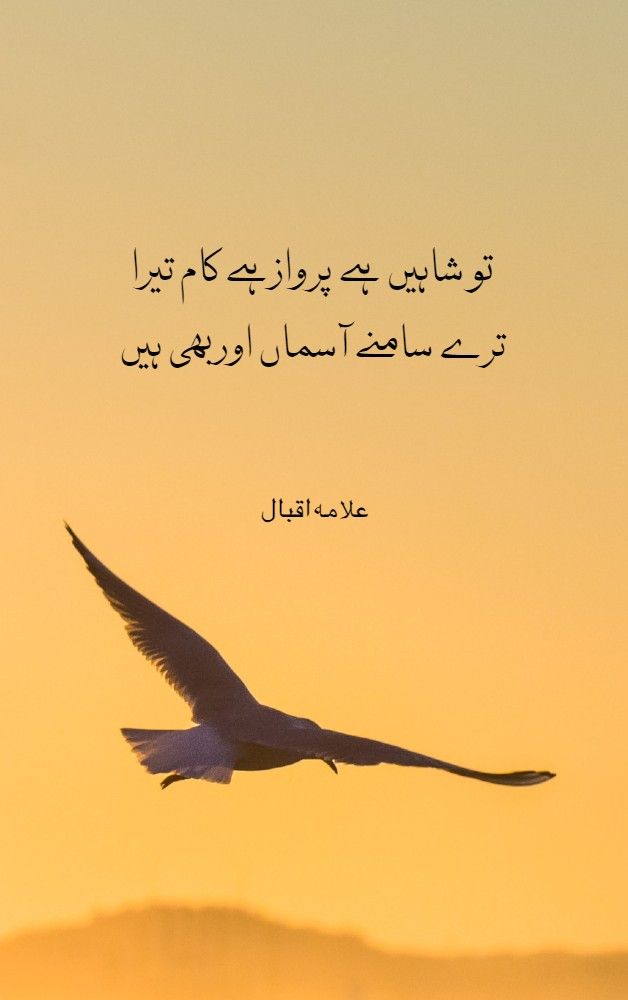 تو شاہیں ہے پرواز ہے کام تیرا
ترے سامنے آسماں اور بھی ہیں
علامہ اقبال